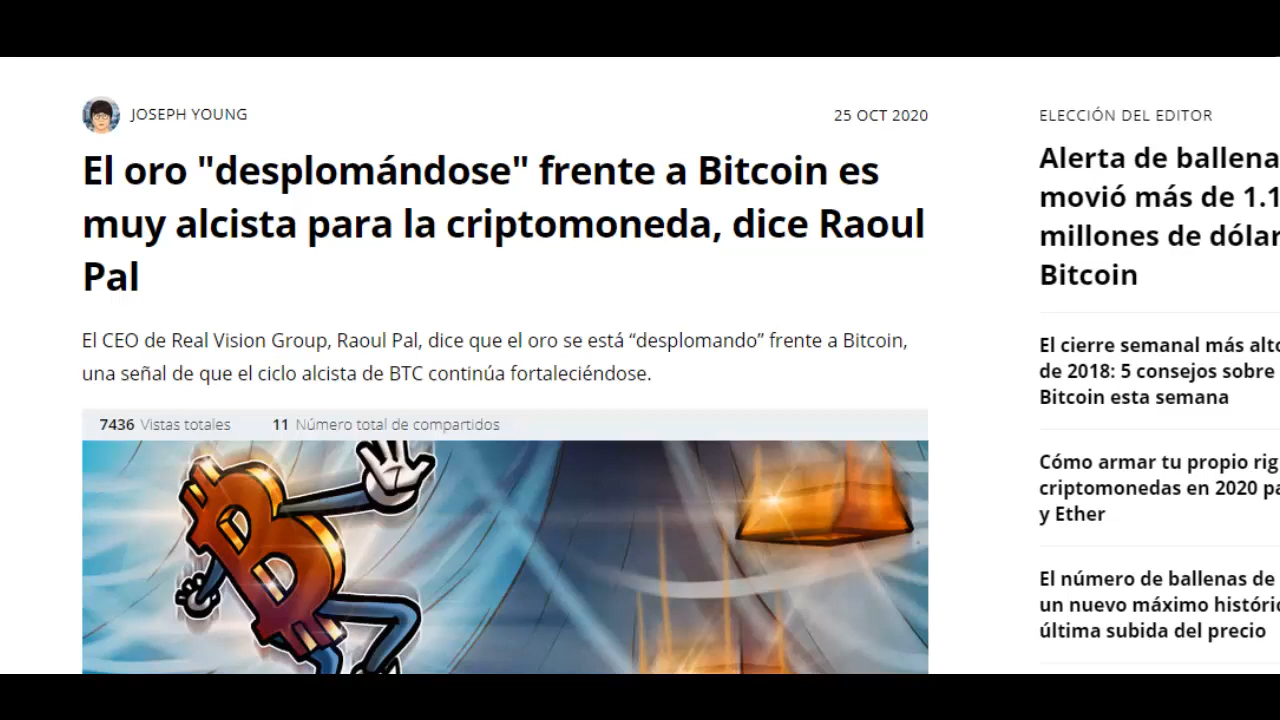 JOSEPH YOUNG
25 OCT 2020
El oro "desplomándose" frente a Bitcoin es
muy alcista para la criptomoneda, dice Raoul
Pal
El CEO de Real Vision Group, Raoul Pal, dice que el oro se está “desplomando” frente a Bitcoin,
una señal de que el ciclo alcista de BTC continúa fortaleciéndose.
7436 Vistas totales
11 Número total de compartidos
ELECCIÓN DEL EDITOR
Alerta de ballena
movió más de 1.1
millones de dólar
Bitcoin
El cierre semanal más alto
de 2018: 5 consejos sobre
Bitcoin esta semana
Cómo armar tu propio rig
criptomonedas en 2020 pa
y Ether
El número de ballenas de
un nuevo máximo históric
última subida del precio